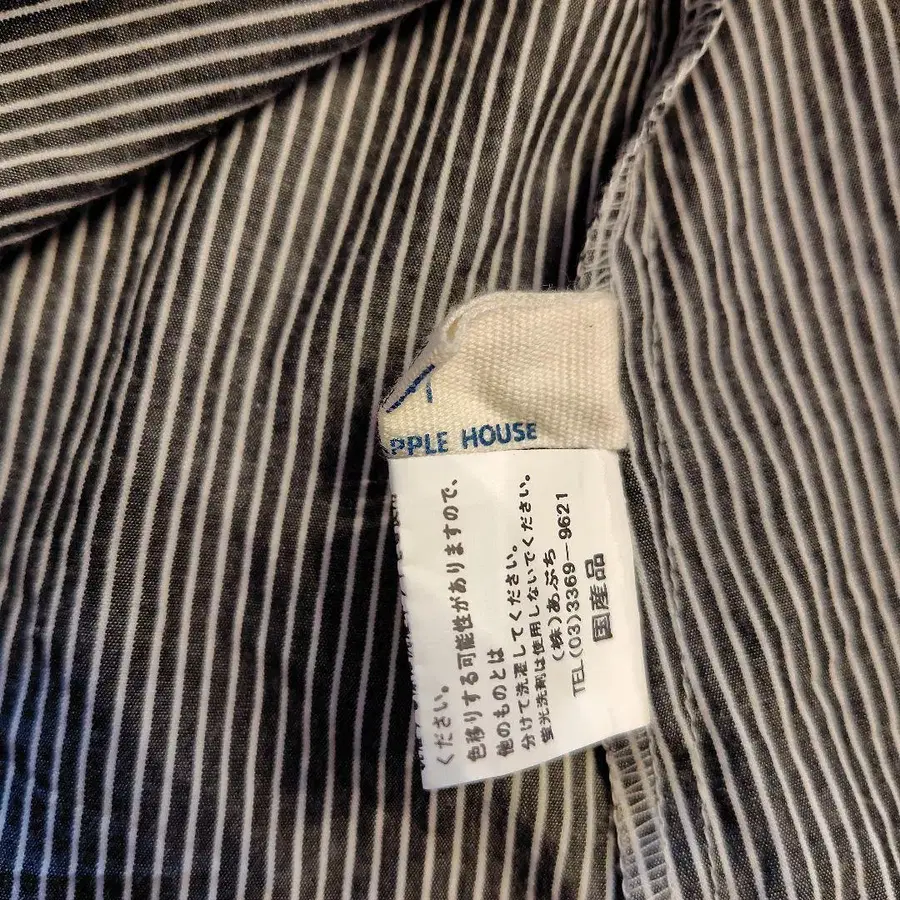 PPLE HOUSE
ください。
色移りする可能性がありますので、
他のものとは
分けて洗濯してください。
蛍光洗剤は使用しないでください。
(株)あぷち
TEL(03)3369-9621
国産品